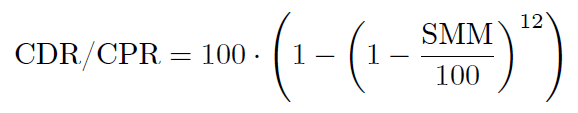 CDR/CPR = 100 · (1 − (1 − SMM/100)^12)